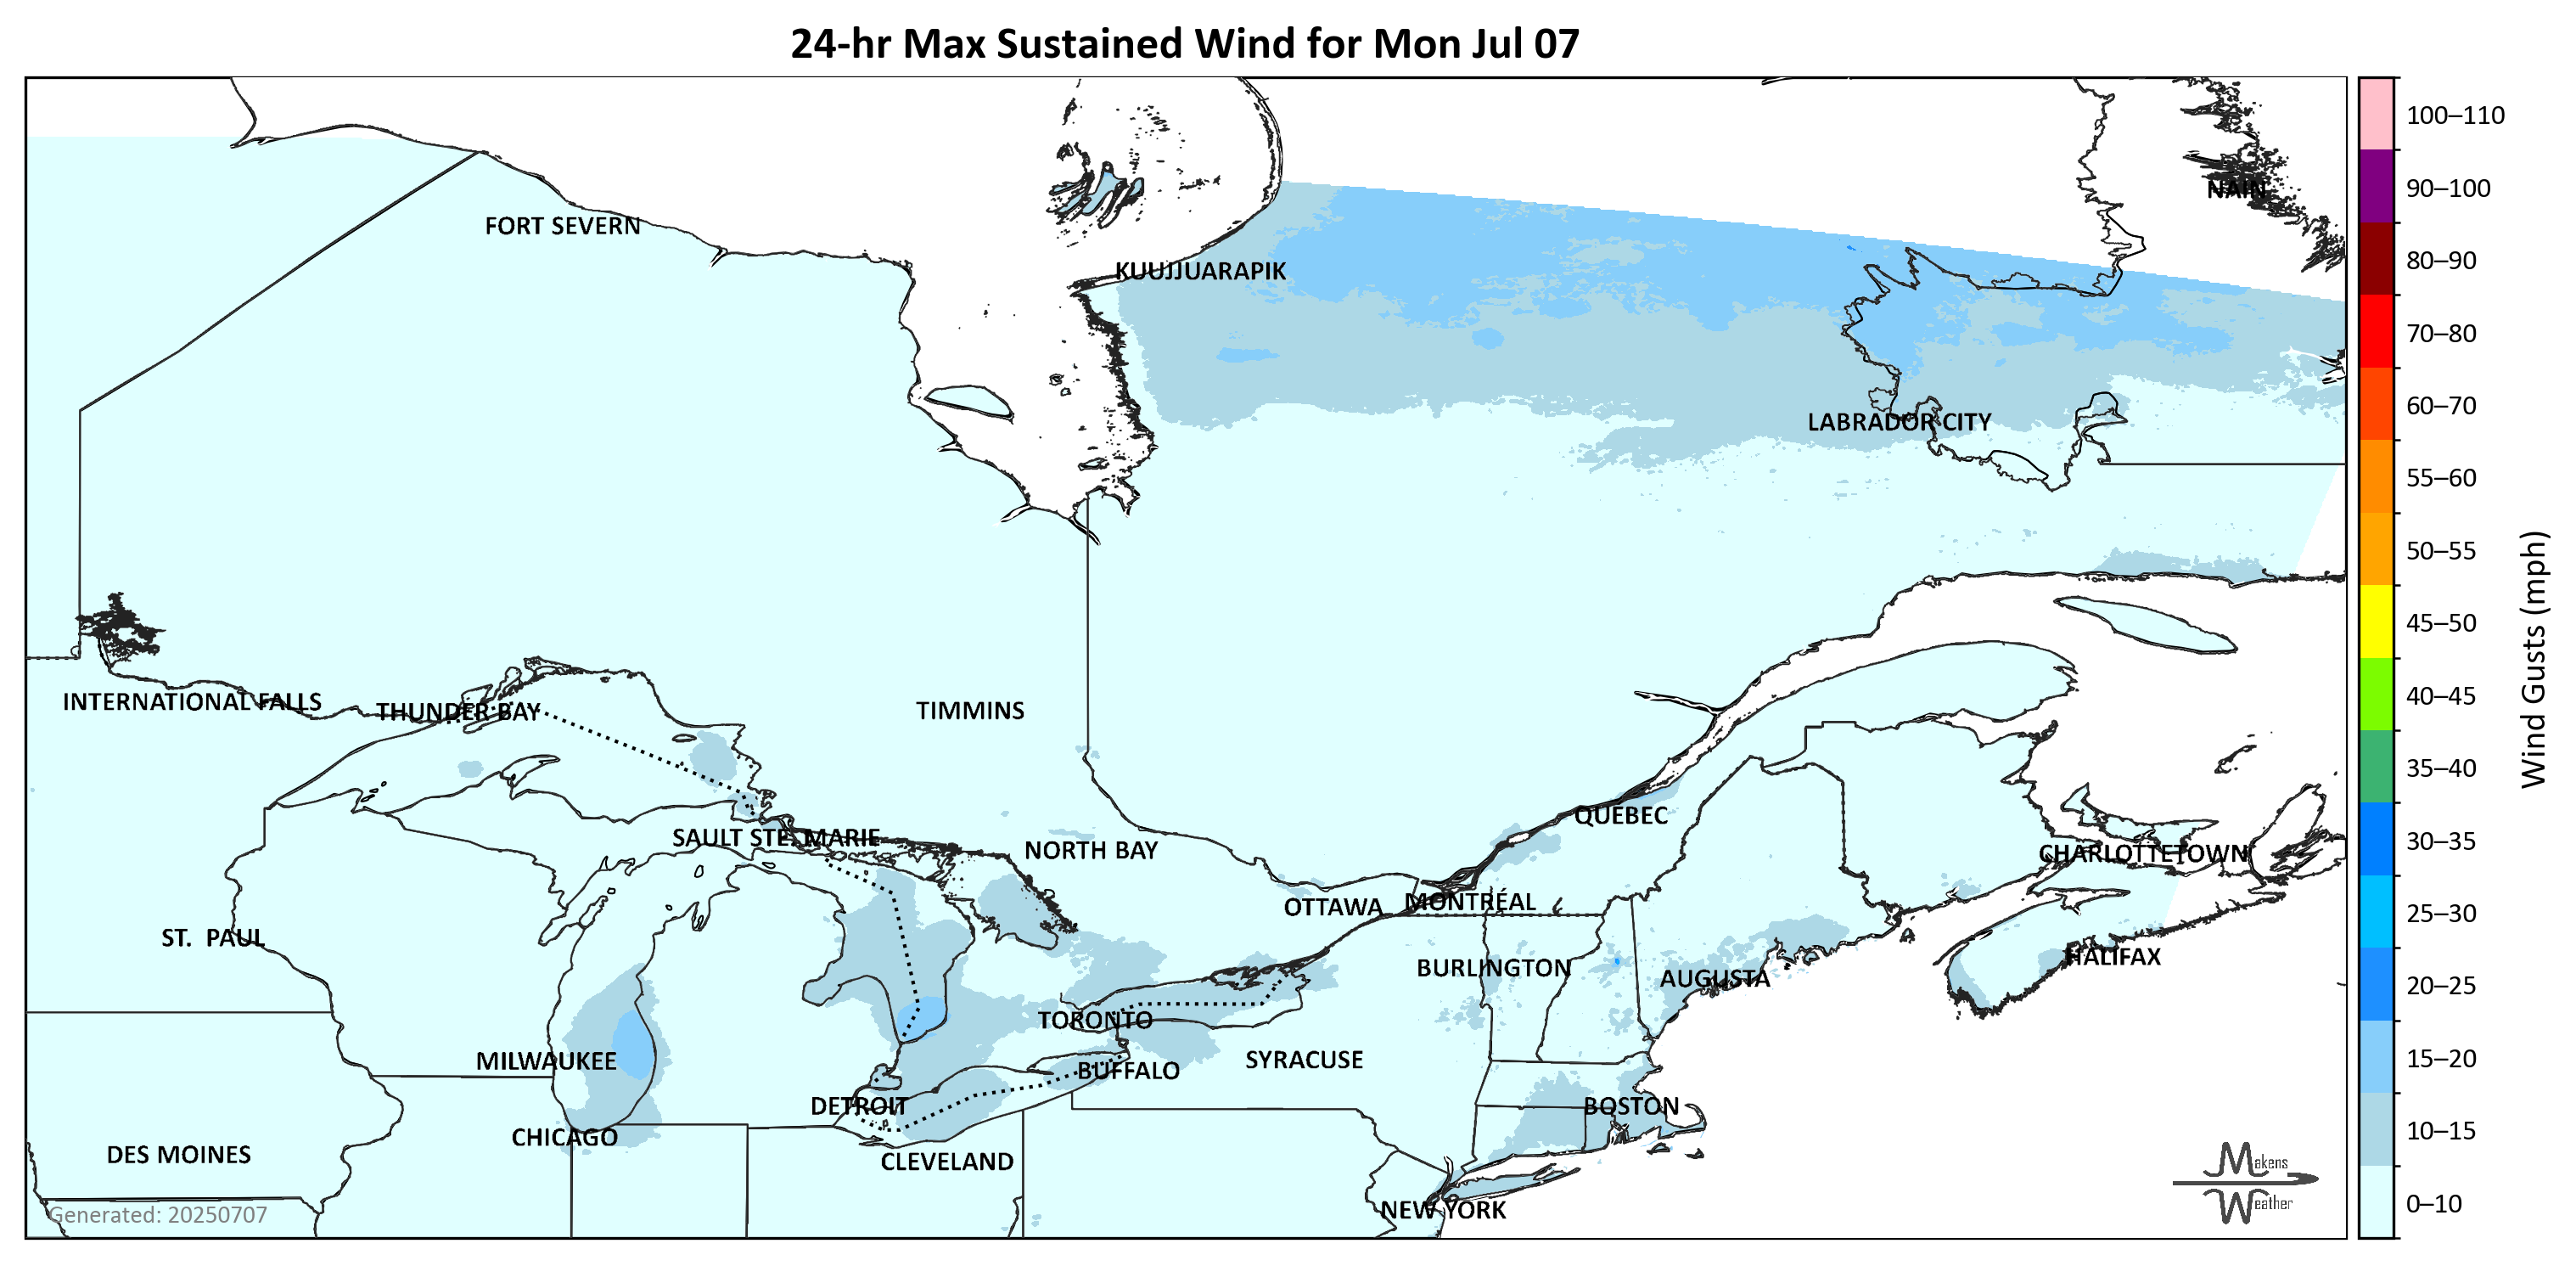 24-hr Max Sustained Wind for Mon Jul 07
100–110
90–100
NAIN
FORT SEVERN
80–90
KUUJJUARAPIK
70–80
60–70
LABRADOR CITY
55–60
50–55
45–50
Wind Gusts (mph)
40–45
INTERNATIONAL FALLS
THUNDER BAY
TIMMINS
35–40
QUEBEC
30–35
SAULT STE. MARIE
NORTH BAY
CHARLOTTETOWN
MONTRÉAL
OTTAWA
25–30
ST. PAUL
HALIFAX
BURLINGTON
AUGUSTA
20–25
TORONTO
MILWAUKEE
SYRACUSE
15–20
BUFFALO
DETROIT
BOSTON
10–15
CHICAGO
DES MOINES
CLEVELAND
Makens
Weather
0–10
NEW YORK
Generated: 20250707